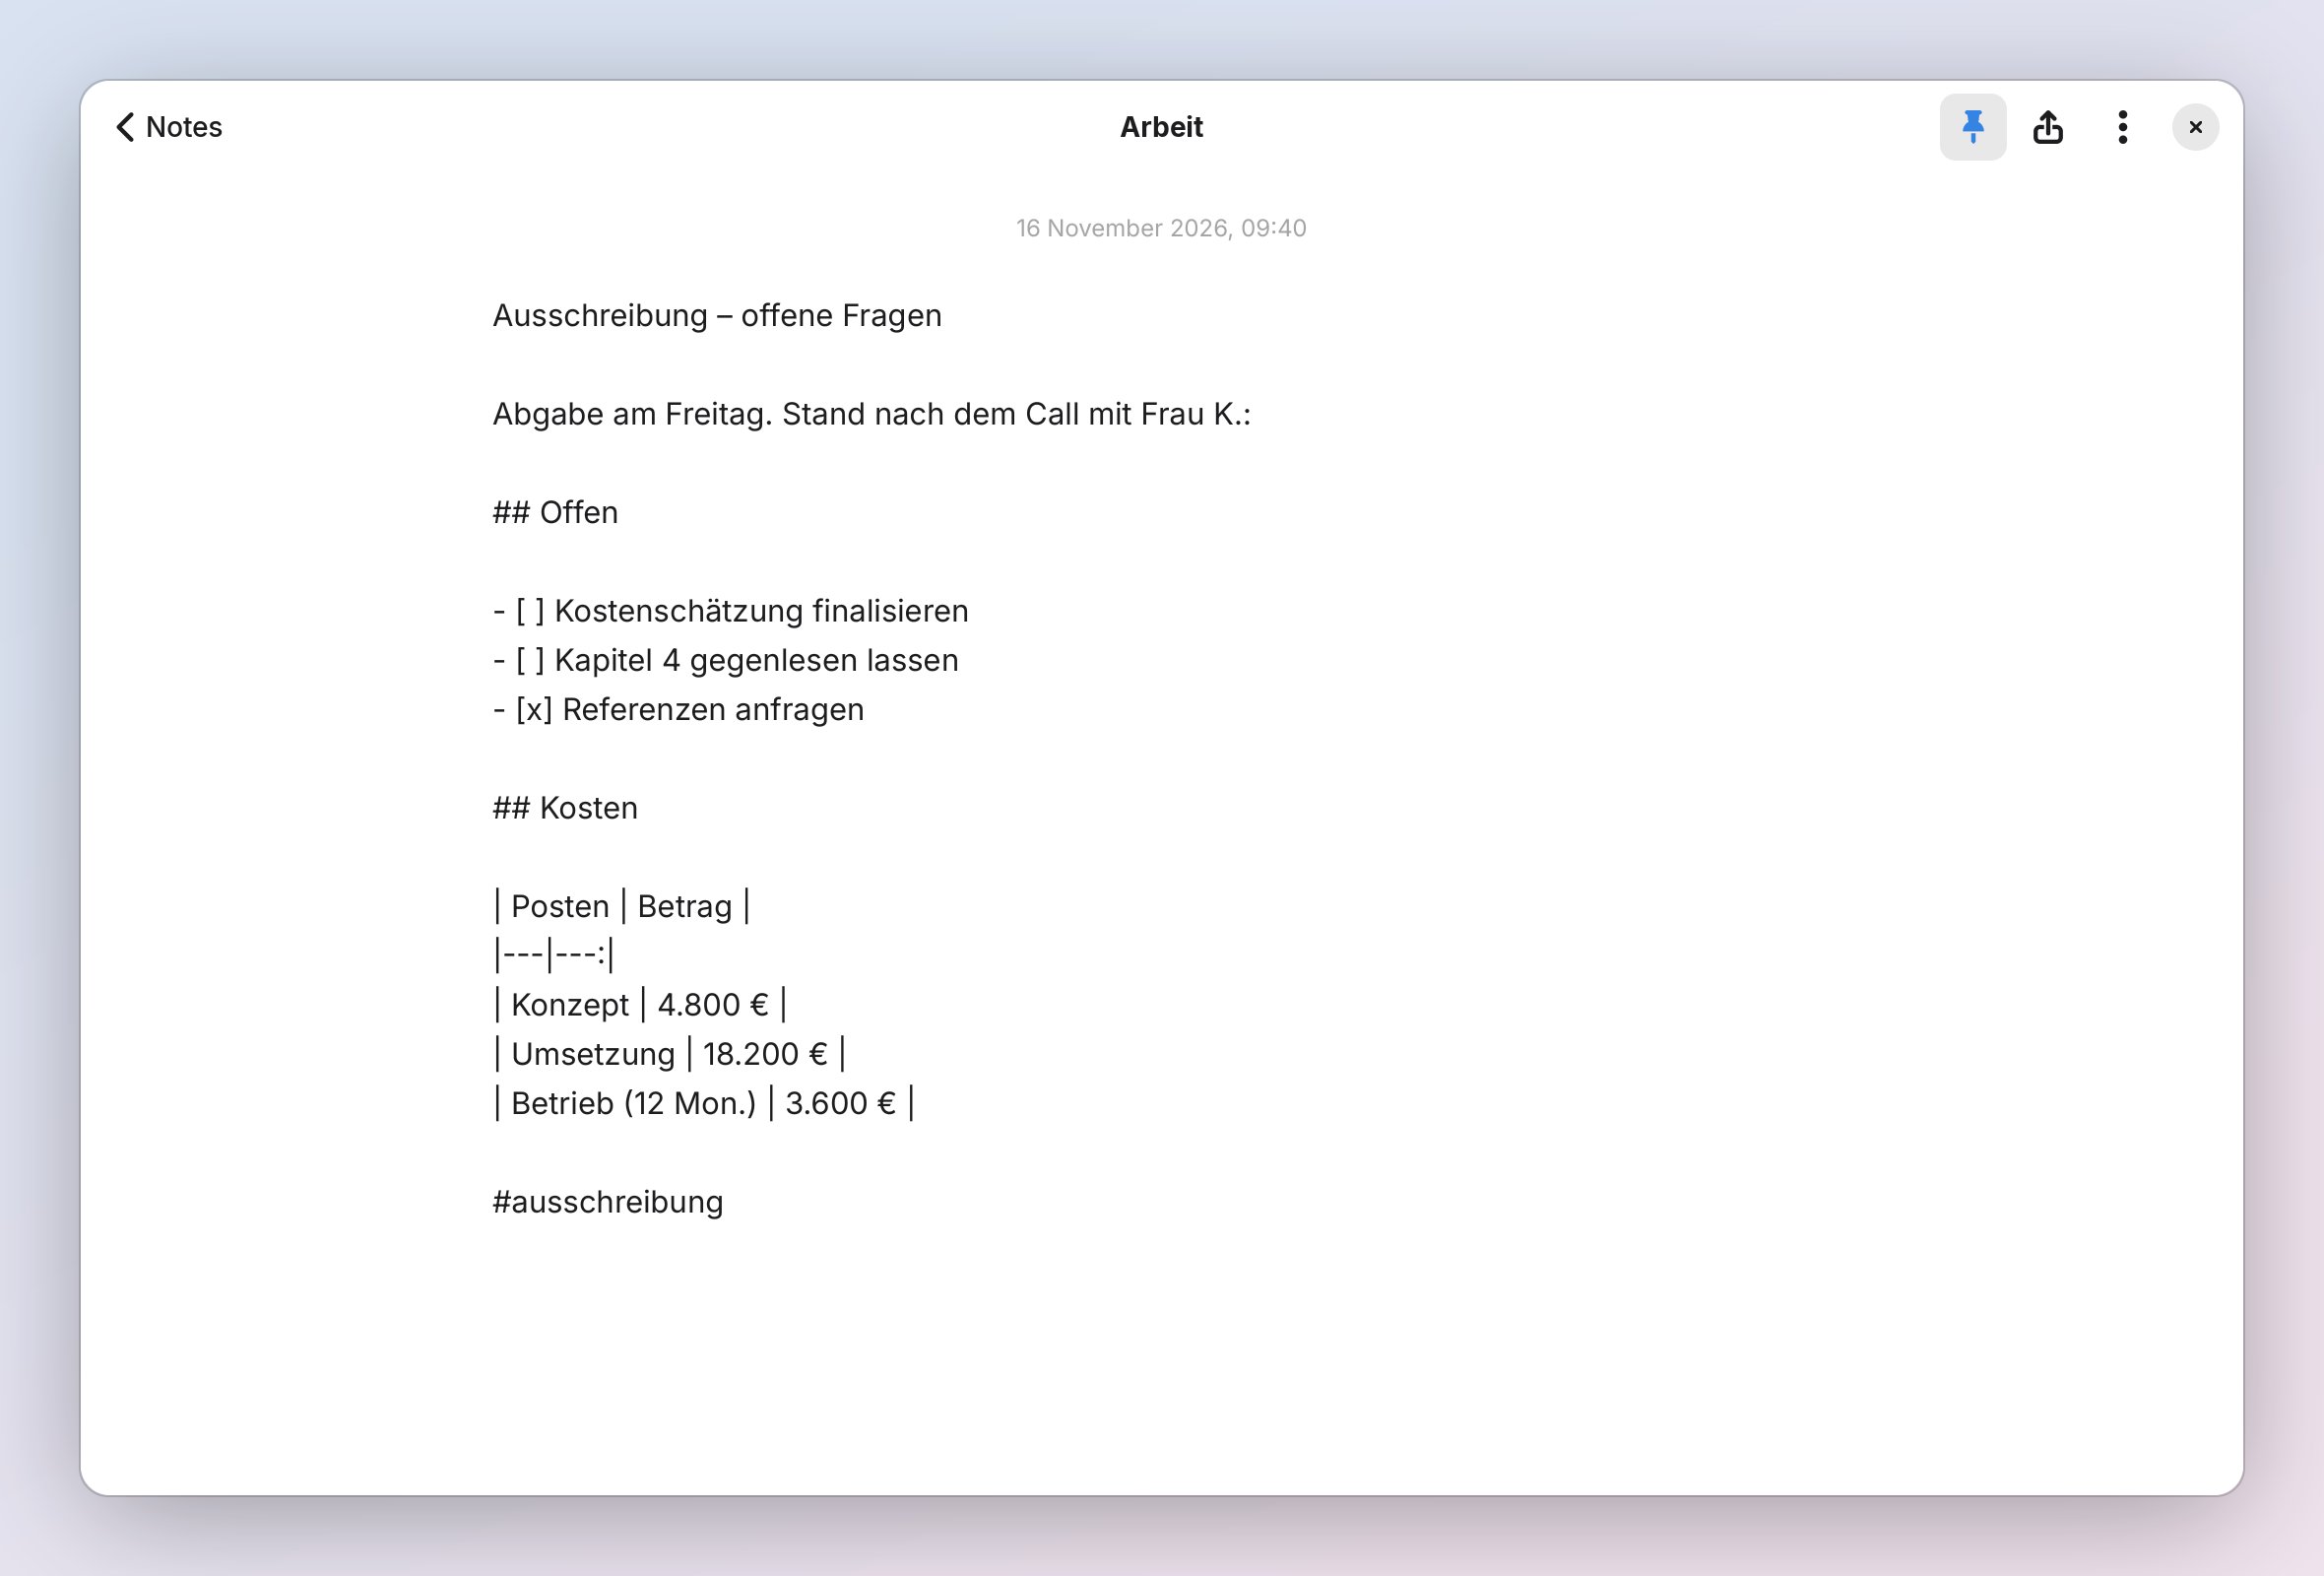 Notes
Arbeit
16 November 2026, 09:40
Ausschreibung – offene Fragen
Abgabe am Freitag. Stand nach dem Call mit Frau K.:
## Offen
- [ ] Kostenschätzung finalisieren
- [ ] Kapitel 4 gegenlesen lassen
- [x] Referenzen anfragen
## Kosten
| Posten | Betrag |
|---|---:|
| Konzept | 4.800 € |
| Umsetzung | 18.200 € |
| Betrieb (12 Mon.) | 3.600 € |
#ausschreibung